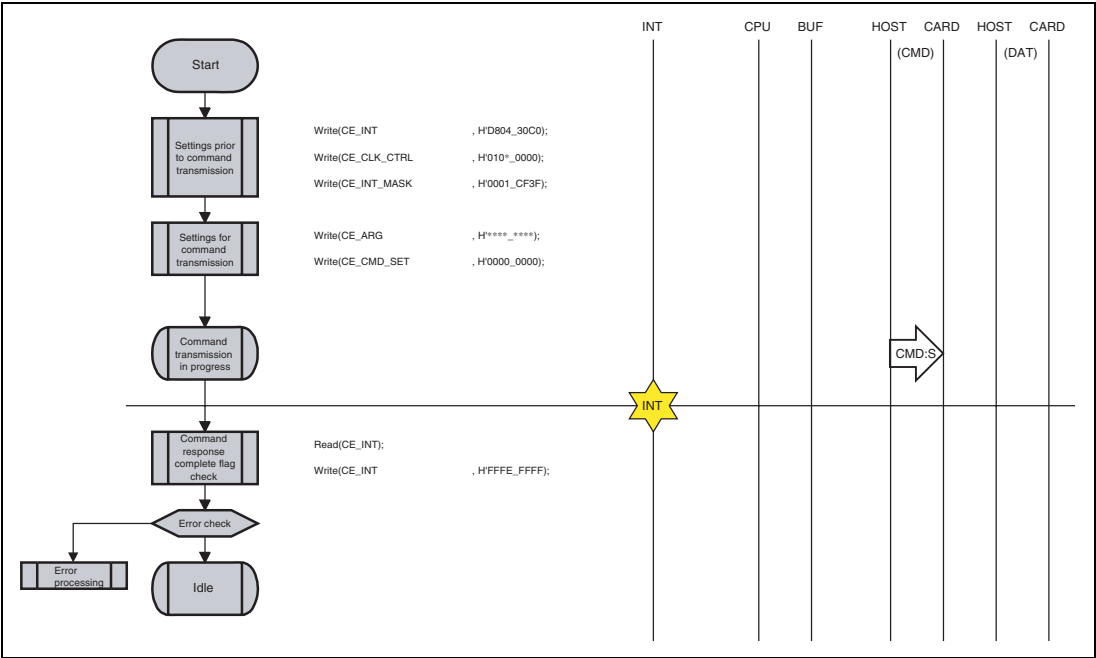 INT CPU BUF HOST CARD HOST CARD
(CMD) (DAT)
Start
Settings prior
to command
transmission
Write(CE_INT , H'D804_30C0);
Write(CE_CLK_CTRL , H'010*_0000);
Write(CE_INT_MASK , H'0001_CF3F);
Settings for
command
transmission
Write(CE_ARG , H'****_****);
Write(CE_CMD_SET , H'0000_0000);
Command
transmission
in progress
CMD:S
INT
Command
response
complete flag
check
Read(CE_INT);
Write(CE_INT , H'FFFE_FFFF);
Error check
Error
processing
Idle